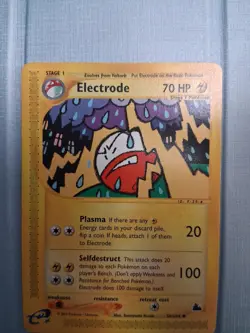 STAGE 1
Evolves from Voltorb Put Electrode on the Basic Pokémon
Electrode 70 HP
Stage 1 Pokémon
Plasma If there are any
Energy cards in your discard pile,
flip a coin. If heads, attach 1 of them
to Electrode.
20
Selfdestruct This attack does 20
damage to each Pokémon on each
player's Bench. (Don't apply Weakness and
Resistance for Benched Pokémon.)
Electrode does 100 damage to itself.
100
weakness resistance retreat cost